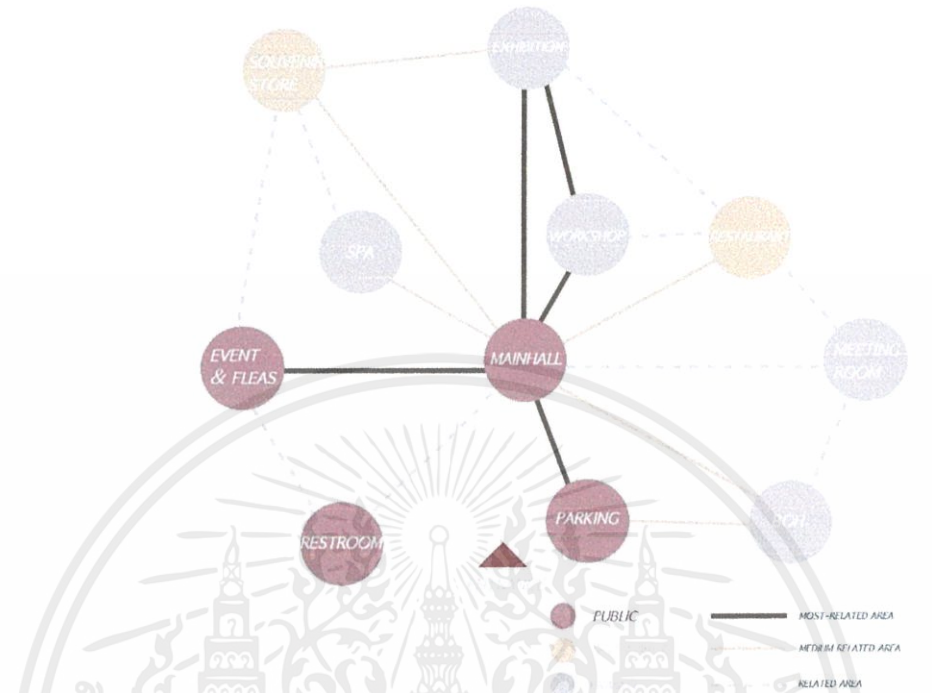 EXHIBITION
SOUVENIR
STORE
WORKSHOP
RESTAURANT
SPA
EVENT
& FLEAS
MAINHALL
MEETING
ROOM
PARKING
RESTROOM
PUBLIC
MOST-RELATED AREA
MEDIUM RELATED AREA
RELATED AREA